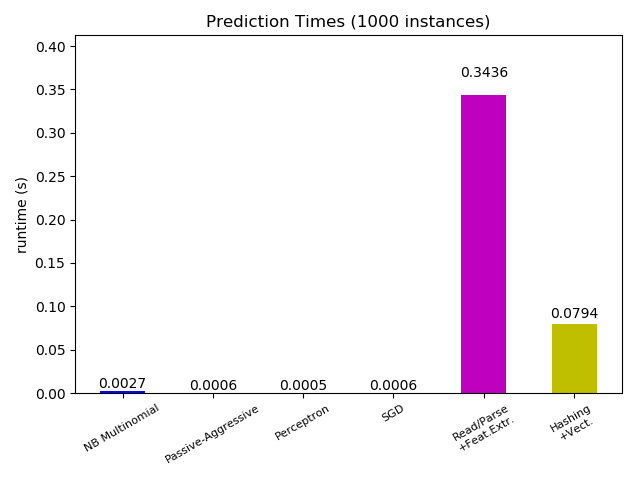 Prediction Times (1000 instances)
runtime (s)
0.40
0.35
0.30
0.25
0.20
0.15
0.10
0.05
0.00
0.0027
0.0006
0.0005
0.0006
0.3436
0.0794
NB Multinomial
Passive-Aggressive
Perceptron
SGD
Read/Parse
+Feat.Extr.
Hashing
+Vect.